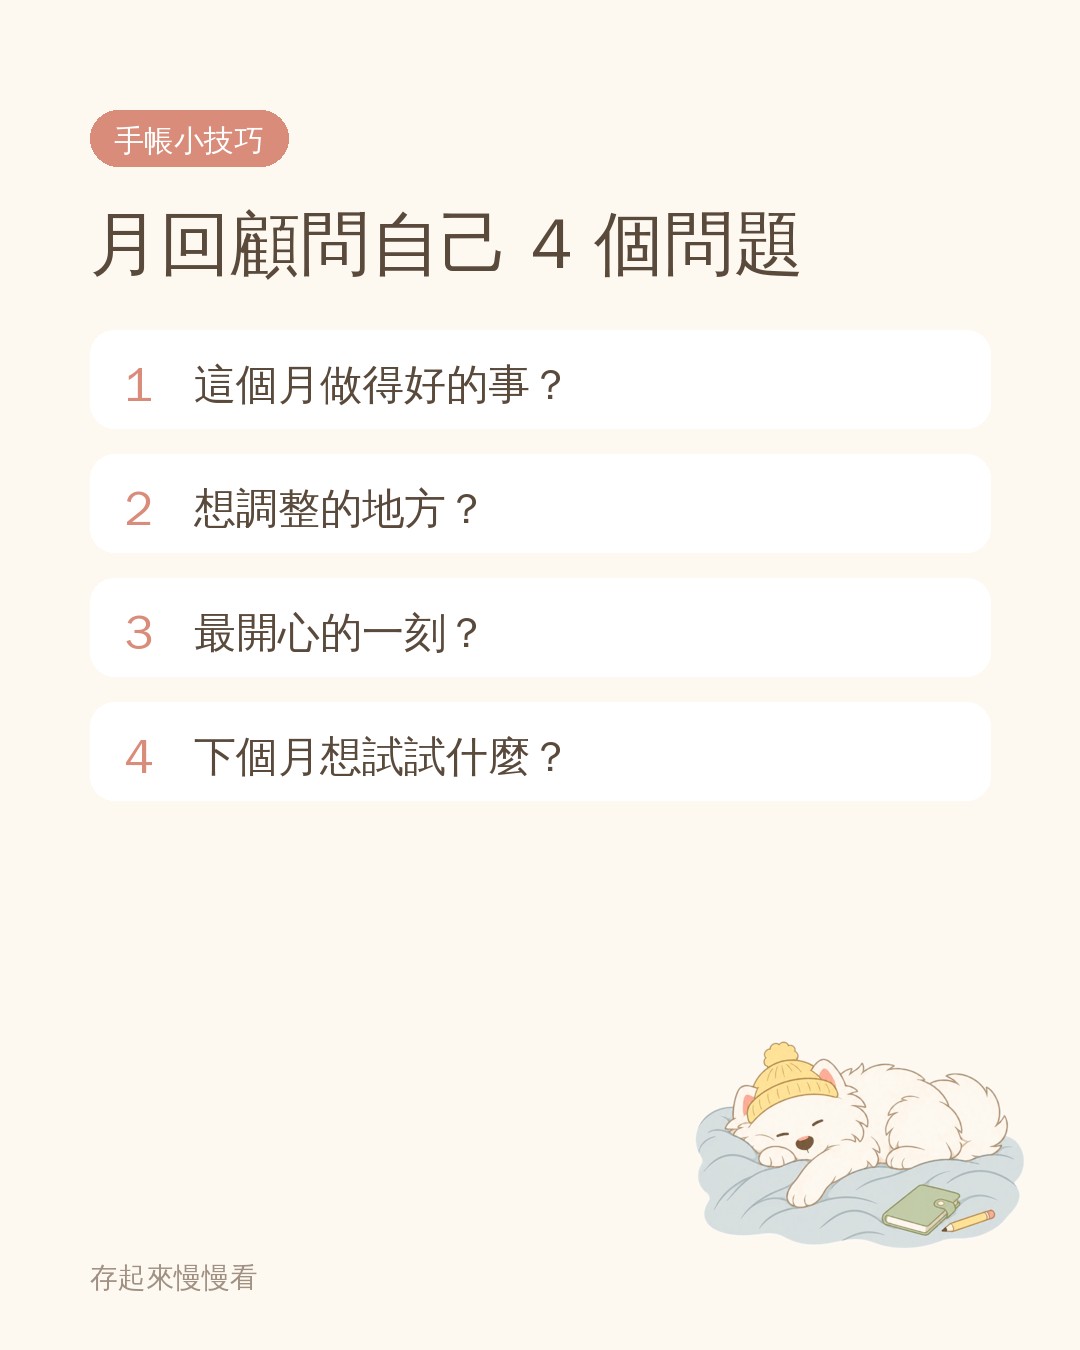 手帳小技巧
月回顧問自己 4 個問題
1 這個月做得好的事？
2 想調整的地方？
3 最開心的一刻？
4 下個月想試試什麼？
存起來慢慢看